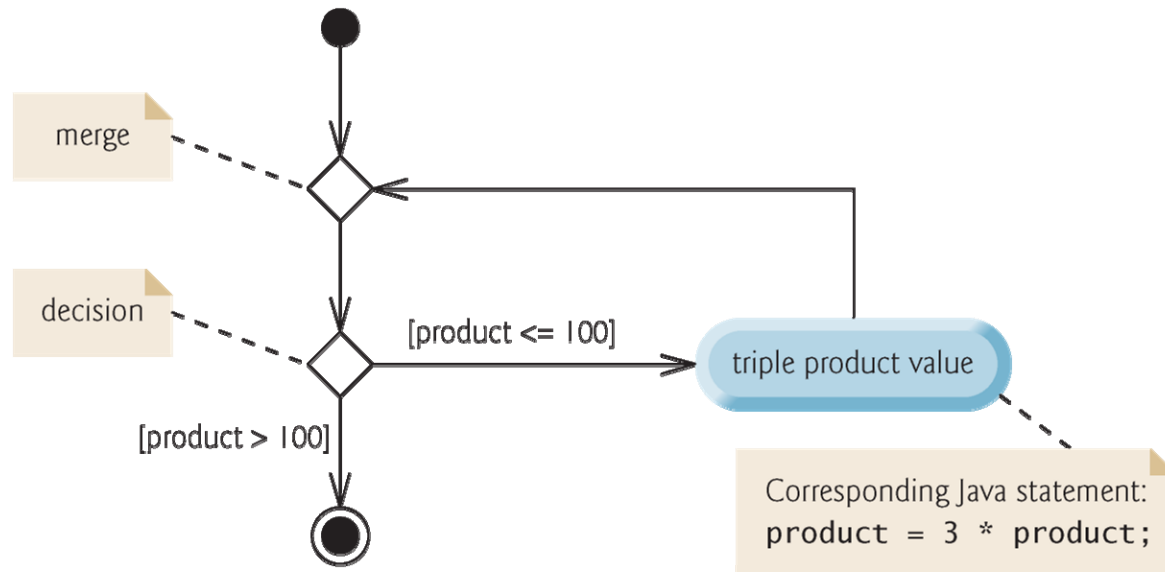 merge
decision
[product <= 100]
triple product value
[product > 100]
Corresponding Java statement:
product = 3 * product;